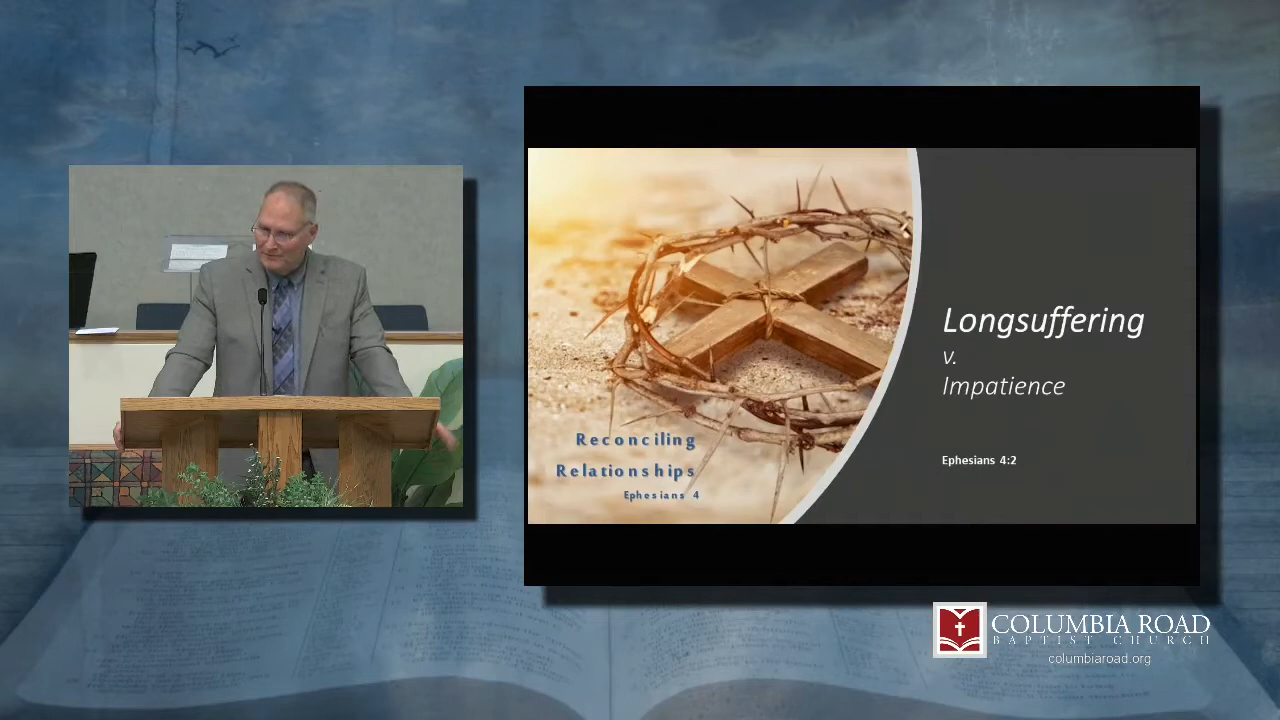 Longsuffering
v.
Impatience
Ephesians 4:2
Reconciling
Relationships
Ephesians 4
COLUMBIA ROAD
BAPTIST CHURCH
columbiaroad.org